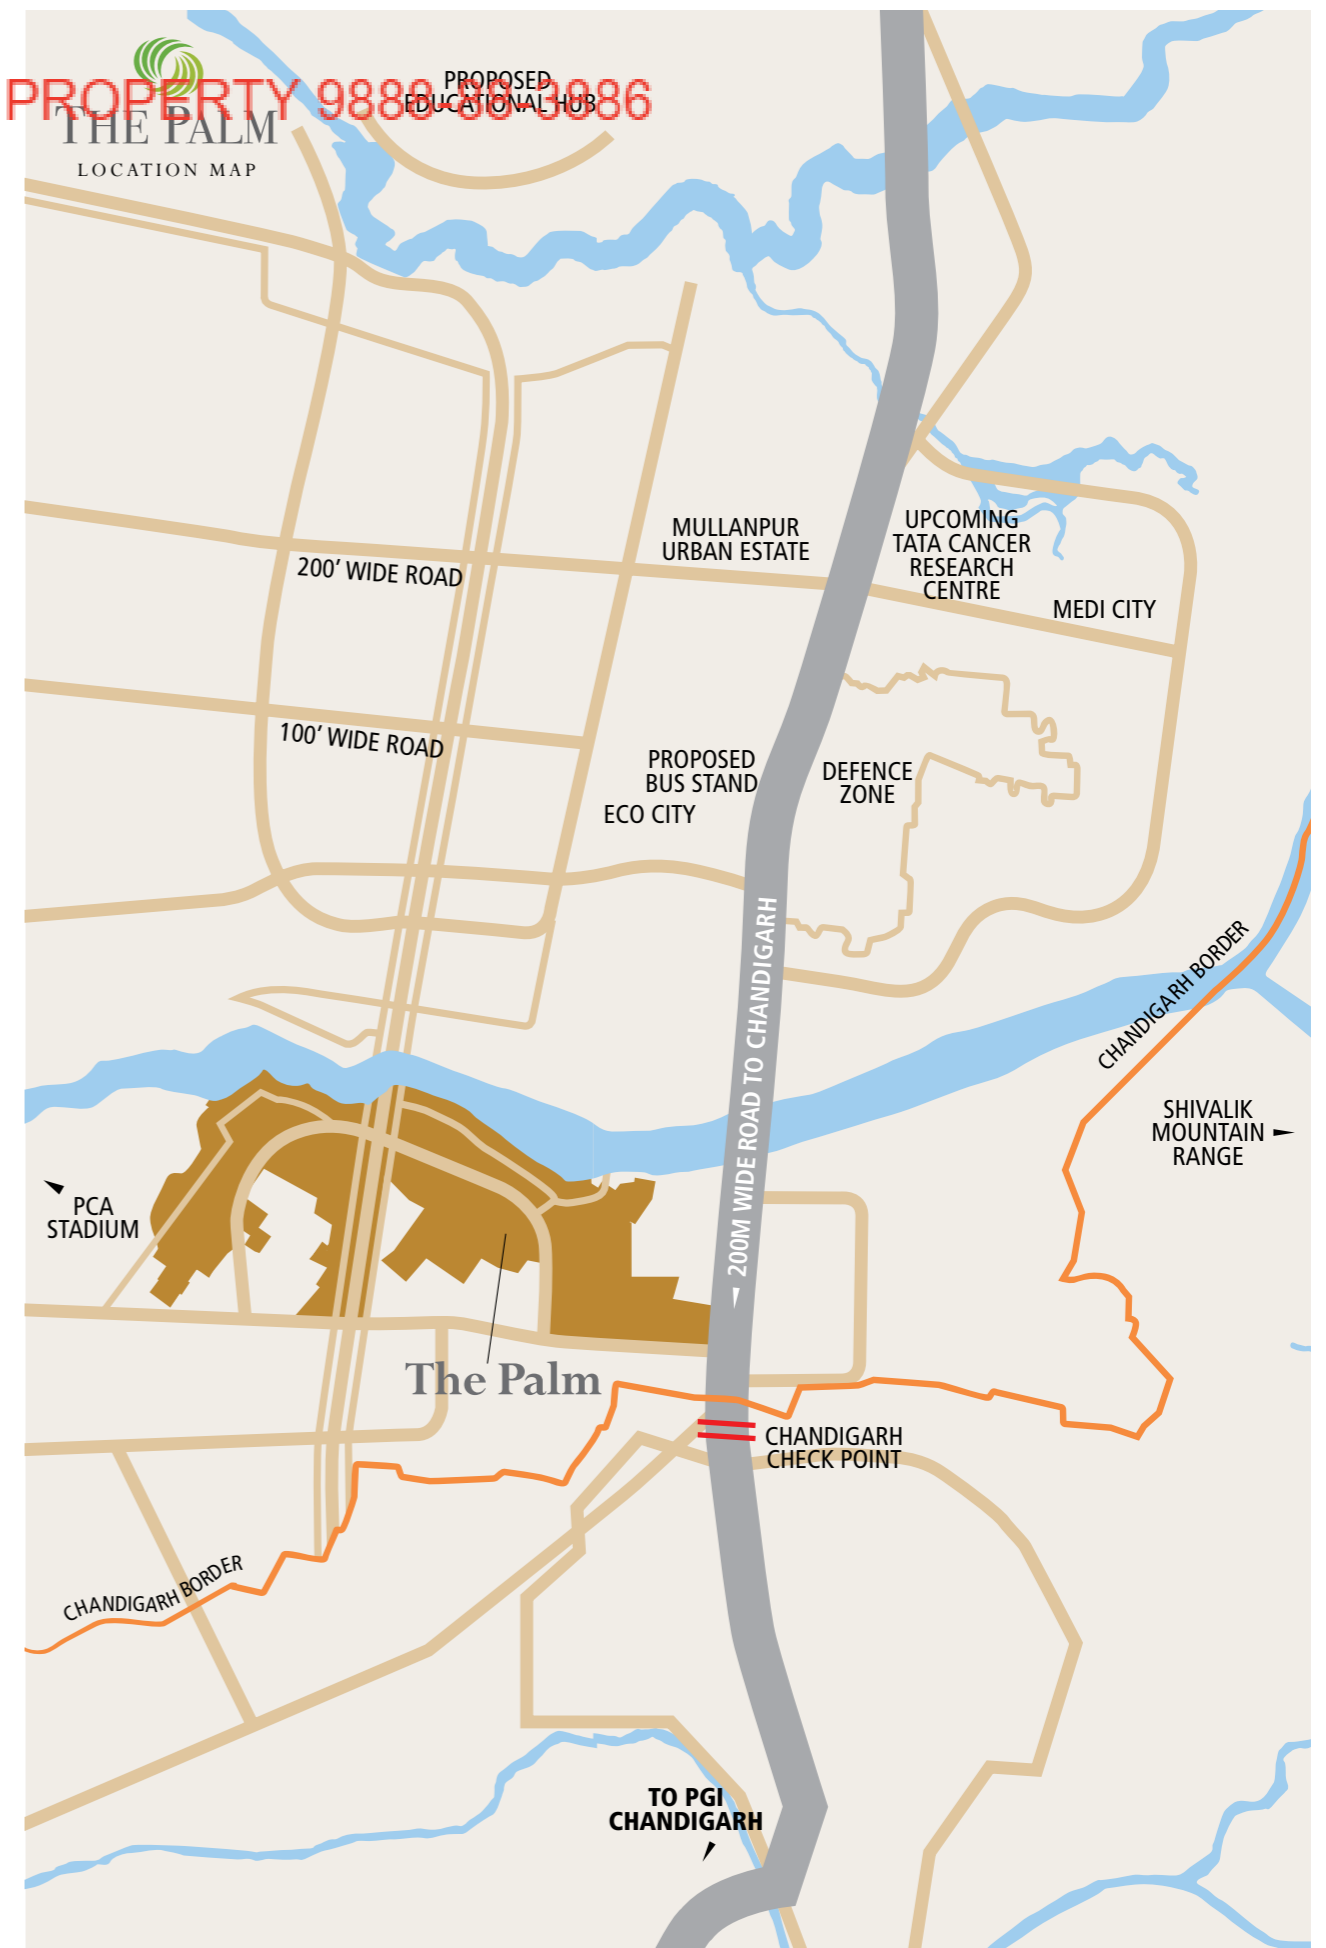 PROPERTY 9888-88-3886
THE PALM
LOCATION MAP
PROPOSED
EDUCATIONAL HUB
MULLANPUR
URBAN ESTATE
UPCOMING
TATA CANCER
RESEARCH
CENTRE
MEDI CITY
200' WIDE ROAD
100' WIDE ROAD
PROPOSED
BUS STAND
ECO CITY
DEFENCE
ZONE
200M WIDE ROAD TO CHANDIGARH
CHANDIGARH BORDER
SHIVALIK
MOUNTAIN
RANGE
PCA
STADIUM
The Palm
CHANDIGARH
CHECK POINT
CHANDIGARH BORDER
TO PGI
CHANDIGARH